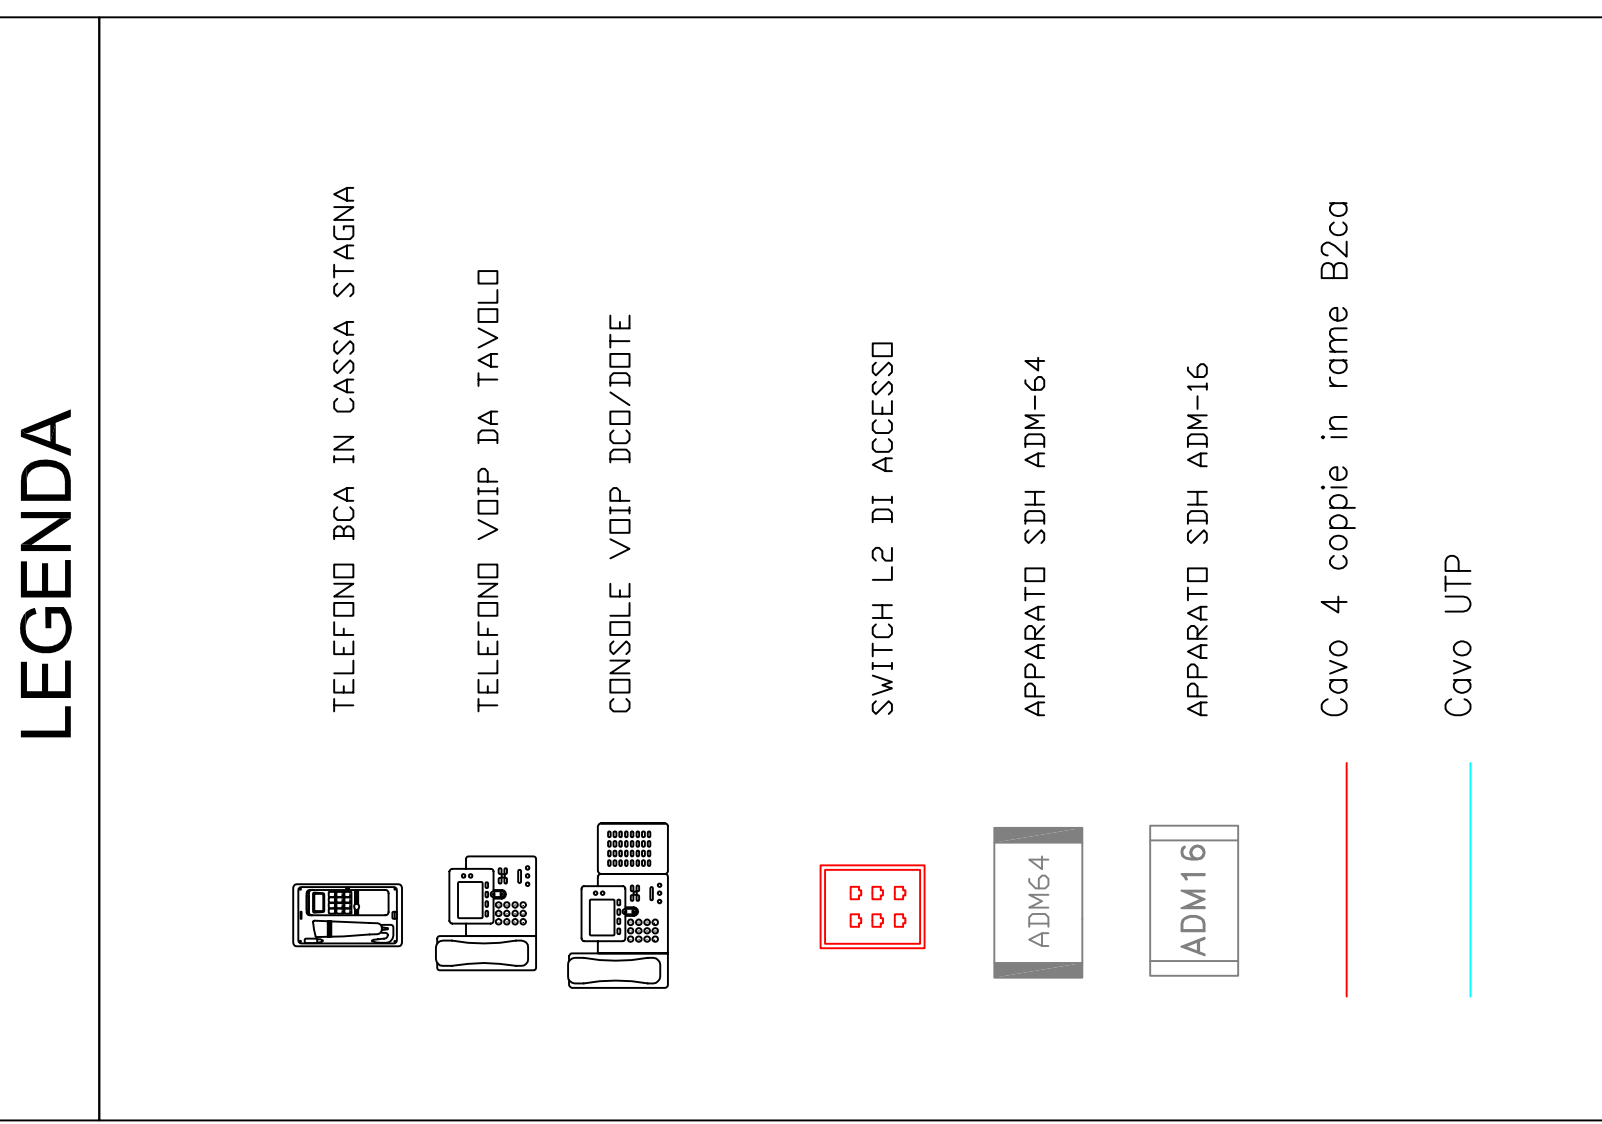 LEGENDA
TELEFONO BCA IN CASSA STAGNA
TELEFONO VOIP DA TAVOLO
CONSOLE VOIP DCO/DOTE
SWITCH L2 DI ACCESSO
ADM64
APPARATO SDH ADM-64
ADM16
APPARATO SDH ADM-16
Cavo 4 coppie in rame B2ca
Cavo UTP